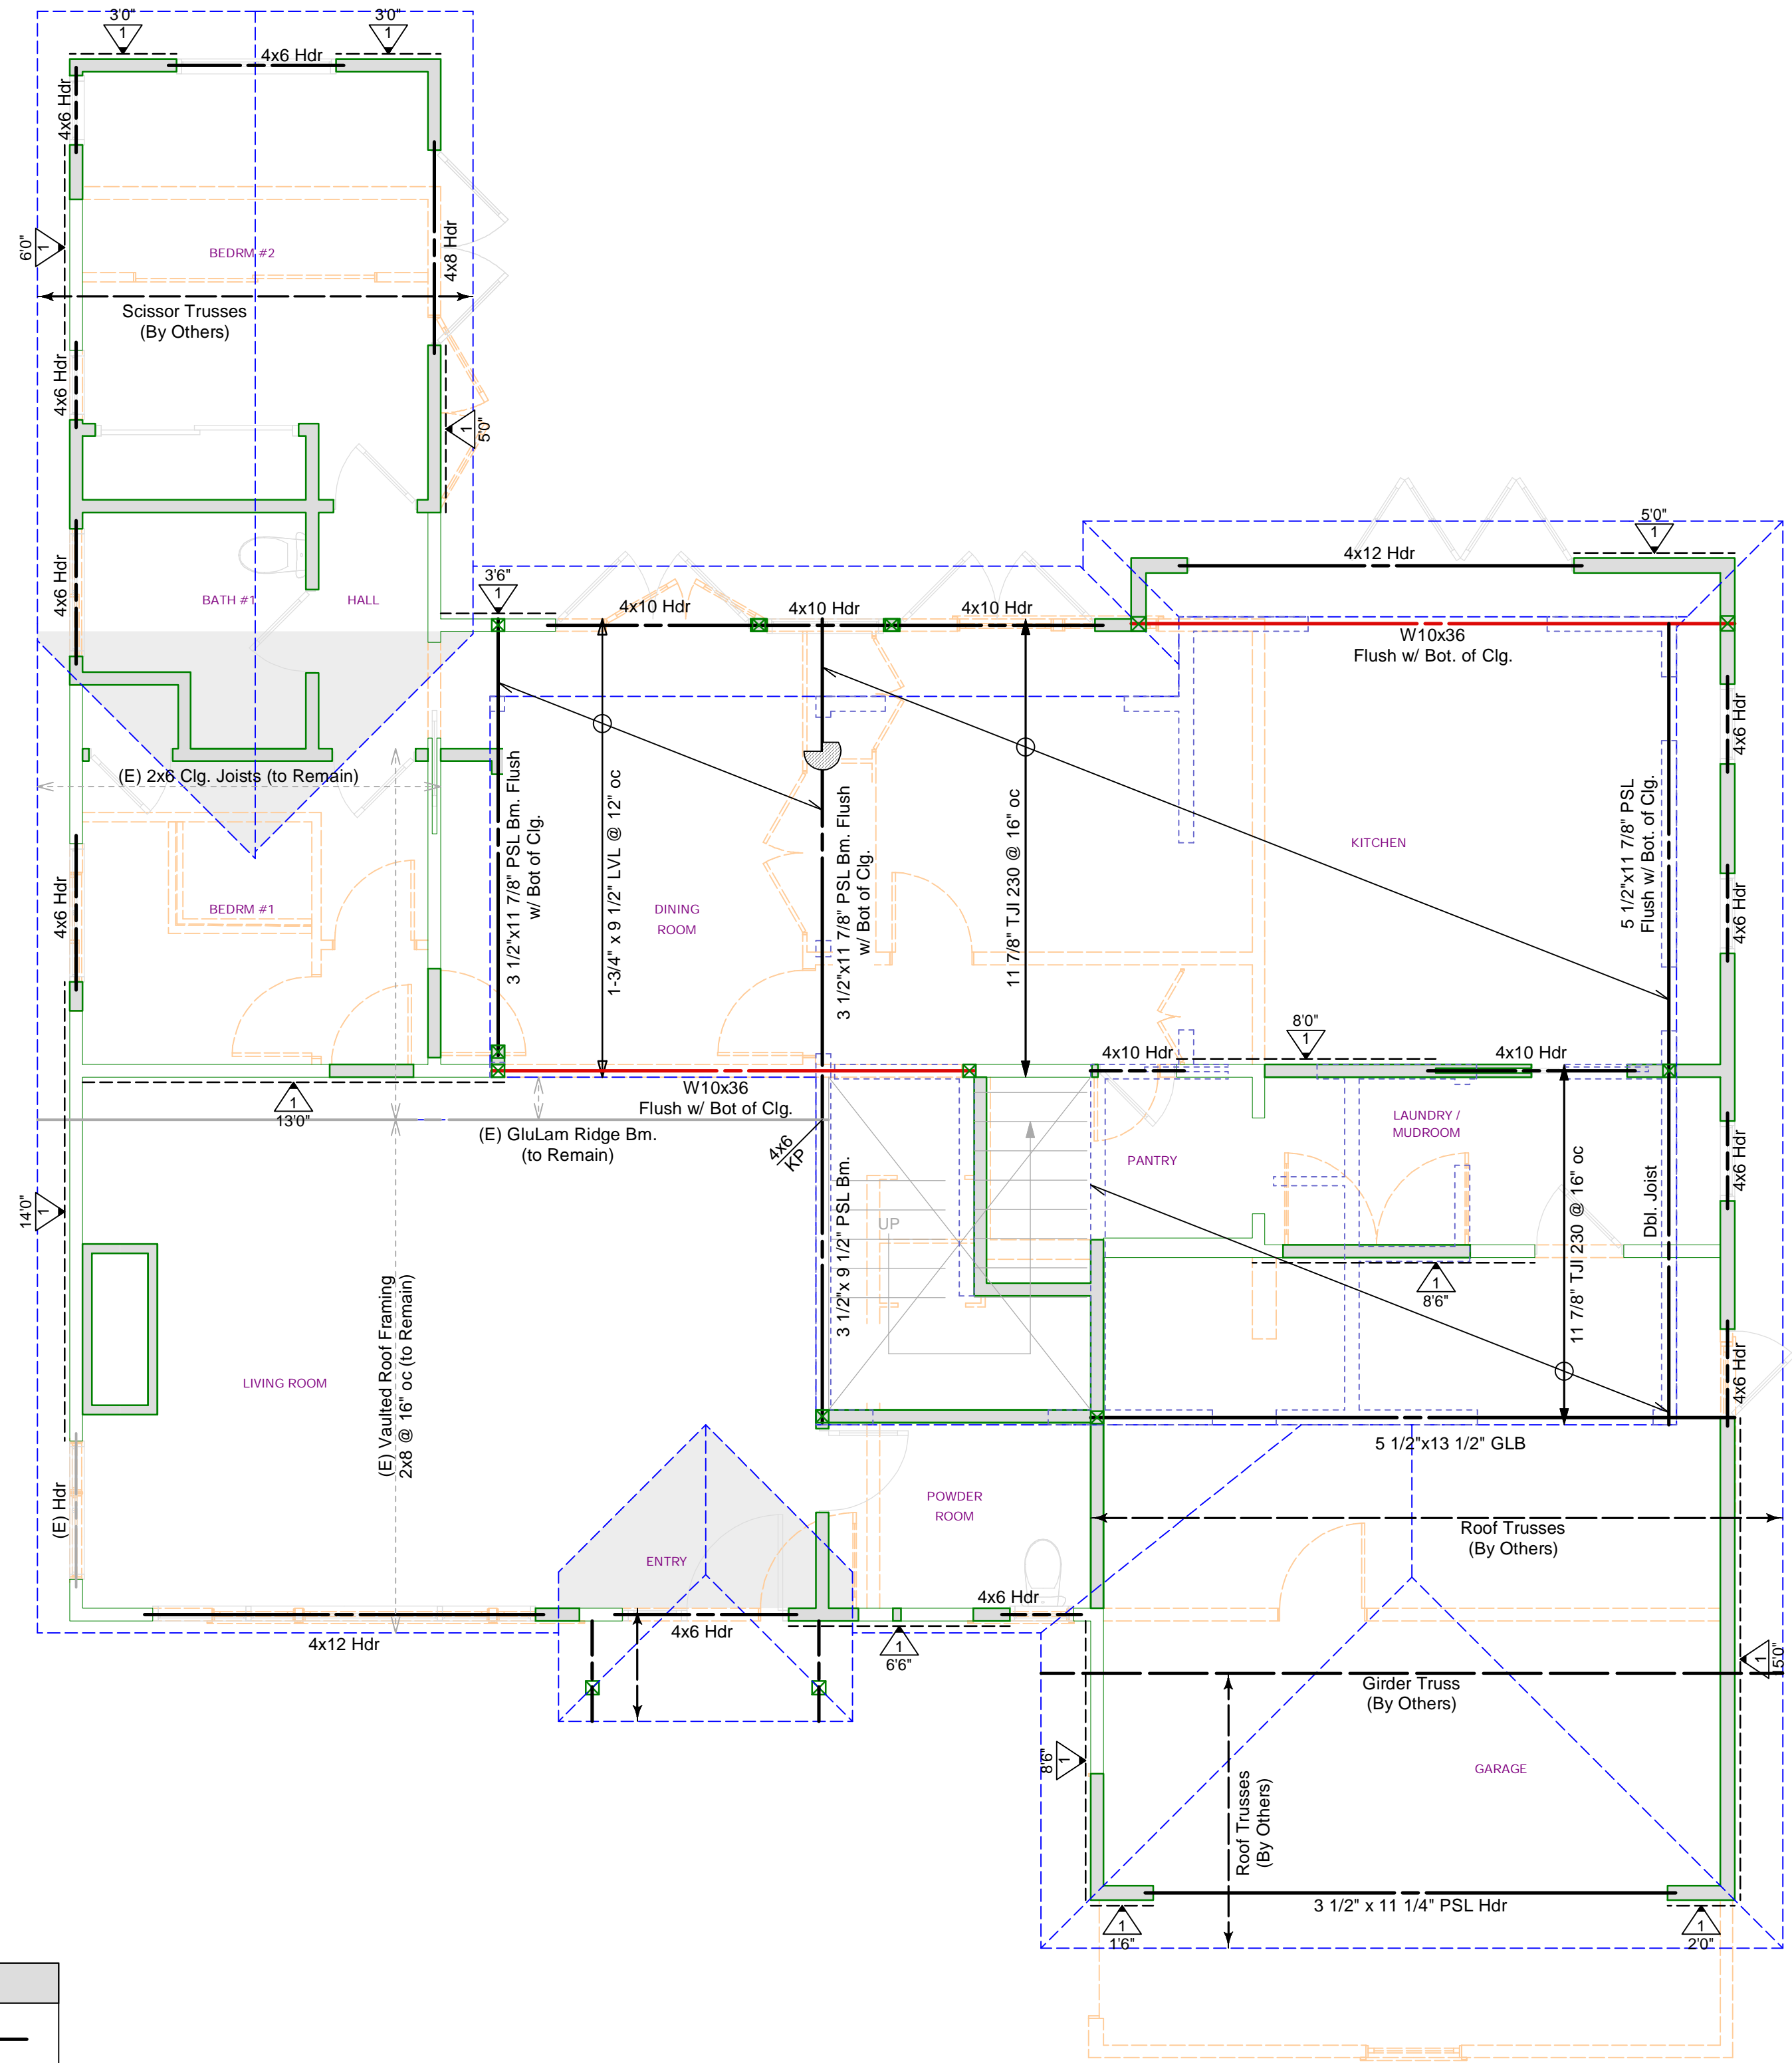 3'0"
1
3'0"
1
4x6 Hdr
4x6 Hdr
6'0"
1
BEDRM #2
4x8 Hdr
Scissor Trusses
(By Others)
4x6 Hdr
1
5'0"
4x6 Hdr
BATH #1
HALL
3'6"
1
4x10 Hdr
4x10 Hdr
4x10 Hdr
5'0"
1
4x12 Hdr
W10x36
Flush w/ Bot. of Clg.
4x6 Hdr
(E) 2x6 Clg. Joists (to Remain)
3 1/2"x11 7/8" PSL Bm. Flush
w/ Bot of Clg.
1-3/4" x 9 1/2" LVL @ 12" oc
3 1/2"x11 7/8" PSL Bm. Flush
w/ Bot of Clg.
11 7/8" TJI 230 @ 16" oc
KITCHEN
5 1/2"x11 7/8" PSL
Flush w/ Bot. of Clg.
4x6 Hdr
BEDRM #1
DINING
ROOM
4x6 Hdr
8'0"
1
4x10 Hdr
4x10 Hdr
1
13'0"
W10x36
Flush w/ Bot of Clg.
(E) GluLam Ridge Bm.
(to Remain)
4x6
KP
3 1/2"x 9 1/2" PSL Bm.
PANTRY
LAUNDRY /
MUDROOM
4x6 Hdr
14'0"
1
UP
Dbl. Joist
11 7/8" TJI 230 @ 16" oc
1
8'6"
(E) Vaulted Roof Framing
2x8 @ 16" oc (to Remain)
LIVING ROOM
4x6 Hdr
5 1/2"x13 1/2" GLB
(E) Hdr
POWDER
ROOM
Roof Trusses
(By Others)
ENTRY
4x6 Hdr
4x12 Hdr
4x6 Hdr
1
6'6"
1
15'0"
Girder Truss
(By Others)
8'6"
1
GARAGE
Roof Trusses
(By Others)
3 1/2" x 11 1/4" PSL Hdr
1
1'6"
1
2'0"